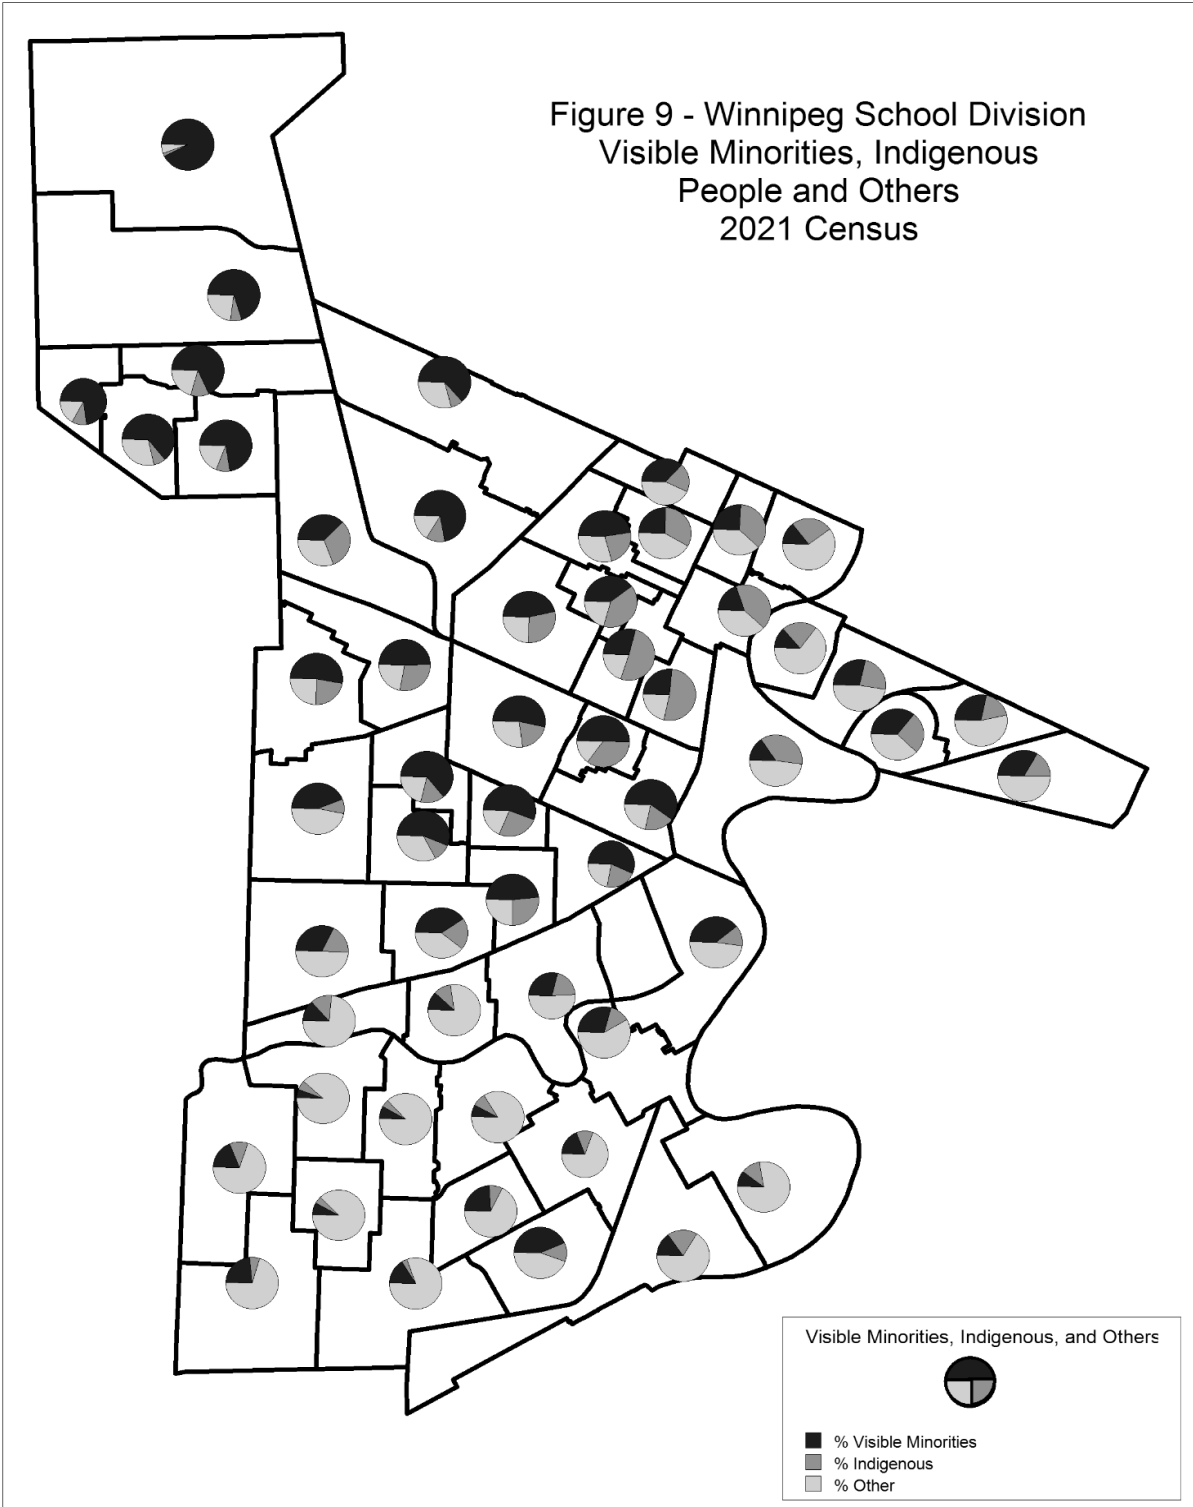 Figure 9 - Winnipeg School Division
Visible Minorities, Indigenous
People and Others
2021 Census
Visible Minorities, Indigenous, and Others
% Visible Minorities
% Indigenous
% Other